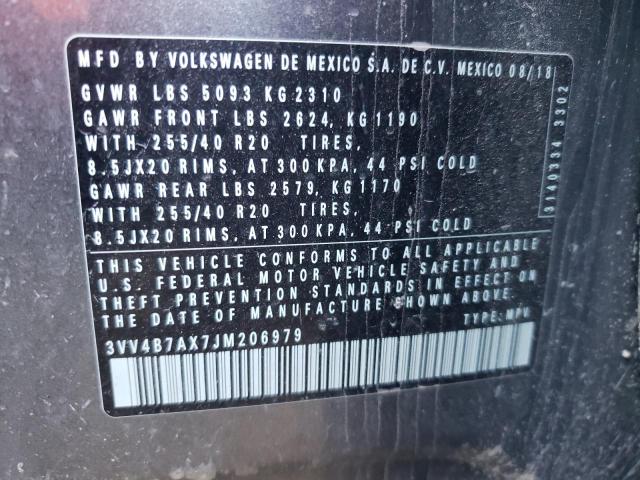 MFD BY VOLKSWAGEN DE MEXICO S.A. DE C.V. MEXICO 08/18
GVWR LBS 5093 KG 2310
GAWR FRONT LBS 2624, KG 1190
WITH 255/40 R20 TIRES,
8.5JX20 RIMS, AT 300 KPA, 44 PSI COLD
GAWR REAR LBS 2579, KG 1170
WITH 255/40 R20 TIRES,
8.5JX20 RIMS, AT 300 KPA, 44 PSI COLD
THIS VEHICLE CONFORMS TO ALL APPLICABLE
U.S. FEDERAL MOTOR VEHICLE SAFETY AND
THEFT PREVENTION STANDARDS IN EFFECT ON
THE DATE OF MANUFACTURE SHOWN ABOVE.
TYPE: MPV
3VV4B7AX7JM206979
3140334 3302